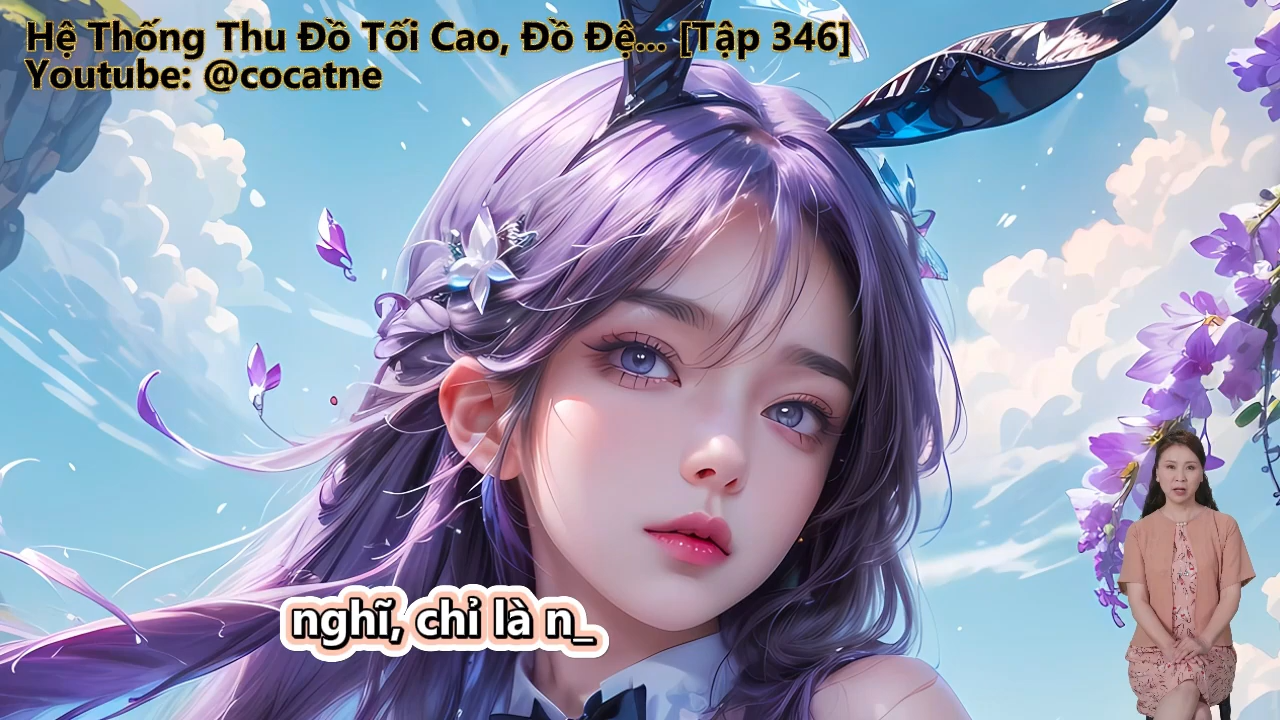 Hệ Thống Thu Đồ Tối Cao, Đồ Đệ... [Tập 346]
Youtube: @cocatne
nghĩ, chỉ là n_